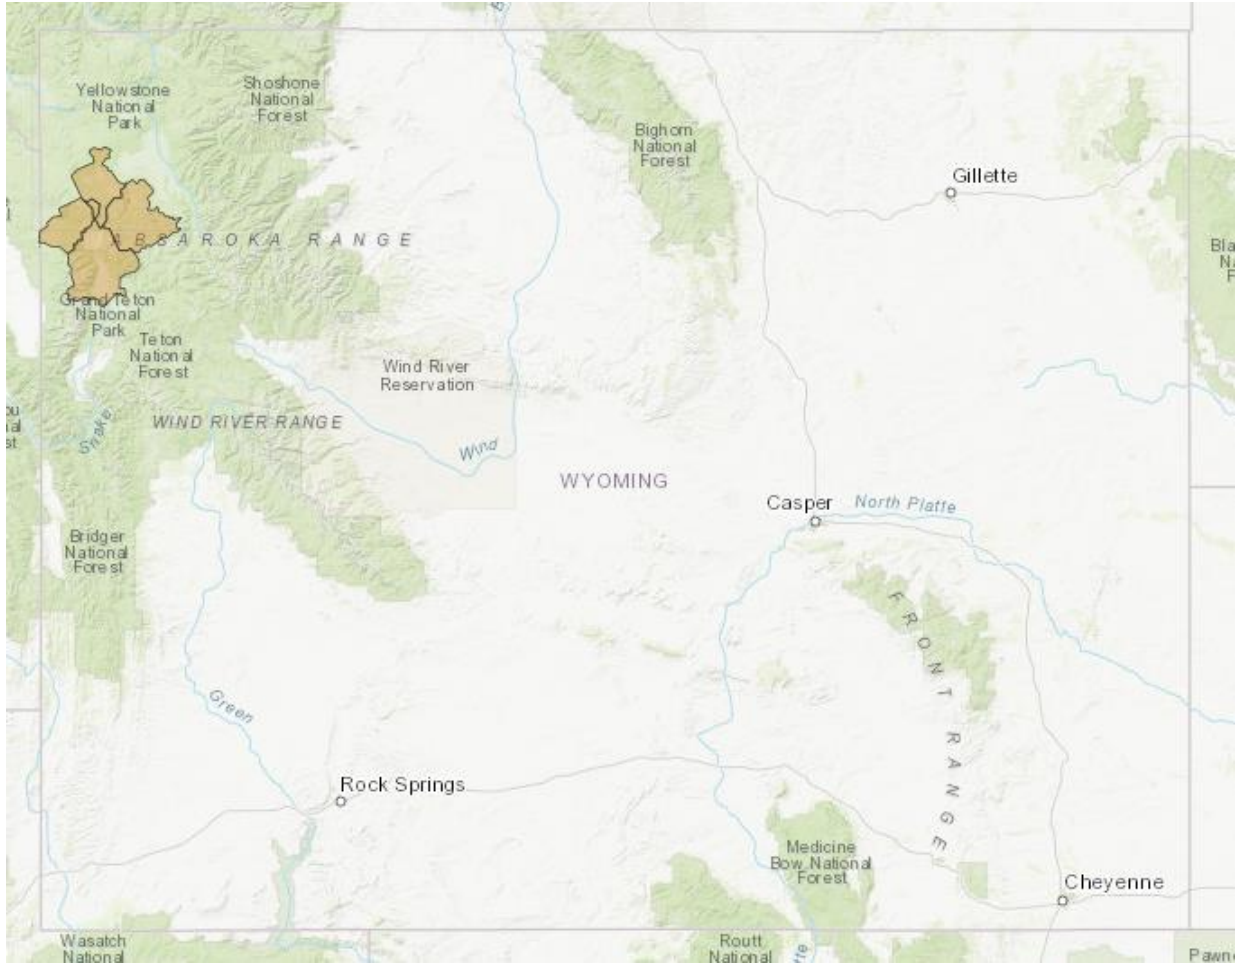 Yellowstone
National
Park
Shoshone
National
Forest
Bighorn
National
Forest
Gillette
ABSAROKA RANGE
Grand Teton
National
Park
Teton
National
Forest
Wind River
Reservation
Snake
WIND RIVER RANGE
Wind
WYOMING
Casper
North Platte
Bridger
National
Forest
FRONT RANGE
Green
Rock Springs
Medicine
Bow National
Forest
Cheyenne
Wasatch
National
Routt
National